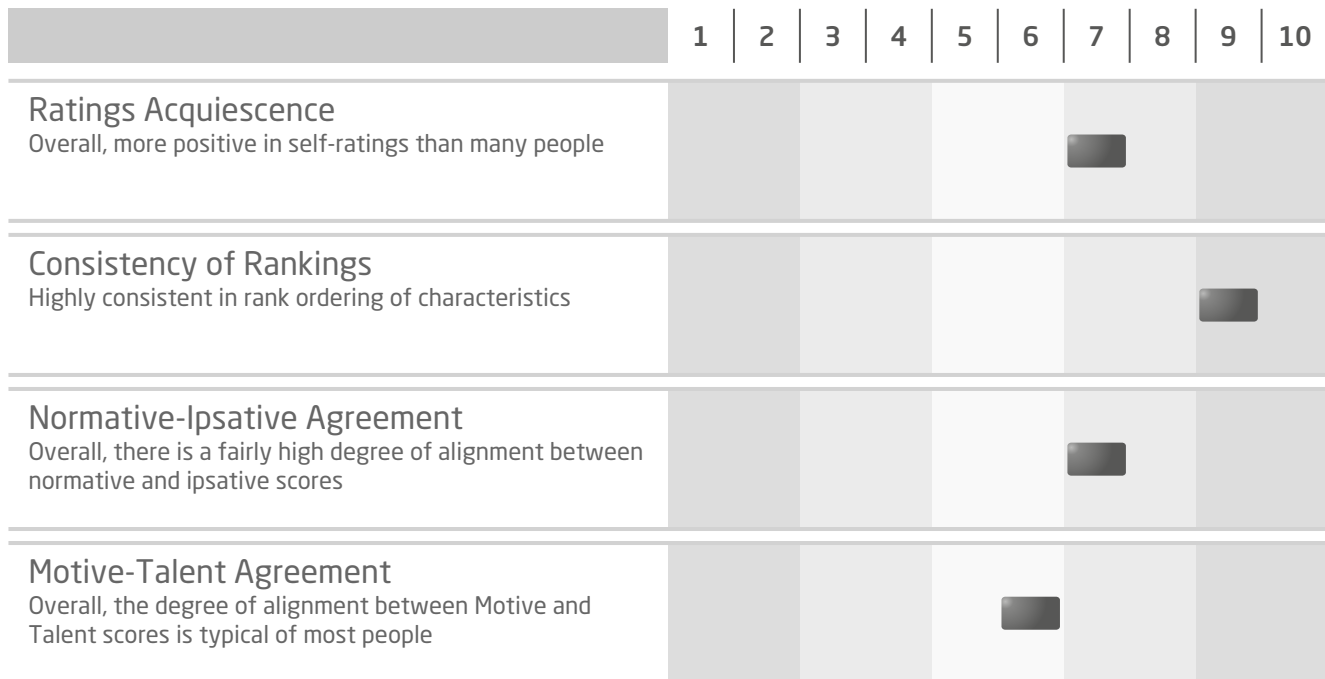 1 2 3 4 5 6 7 8 9 10
Ratings Acquiescence
Overall, more positive in self-ratings than many people
Consistency of Rankings
Highly consistent in rank ordering of characteristics
Normative-Ipsative Agreement
Overall, there is a fairly high degree of alignment between
normative and ipsative scores
Motive-Talent Agreement
Overall, the degree of alignment between Motive and
Talent scores is typical of most people